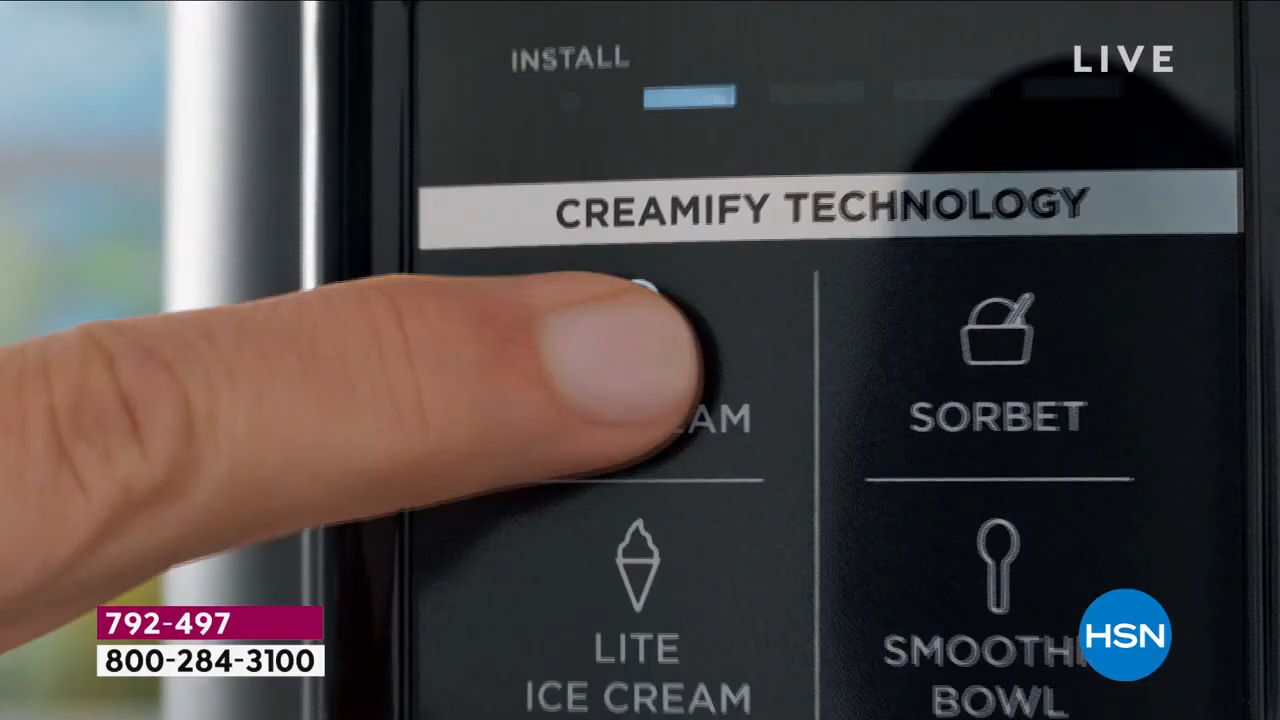 INSTALL
LIVE
CREAMIFY TECHNOLOGY
SORBET
LITE
ICE CREAM
BOWL
792-497
800-284-3100
HSN